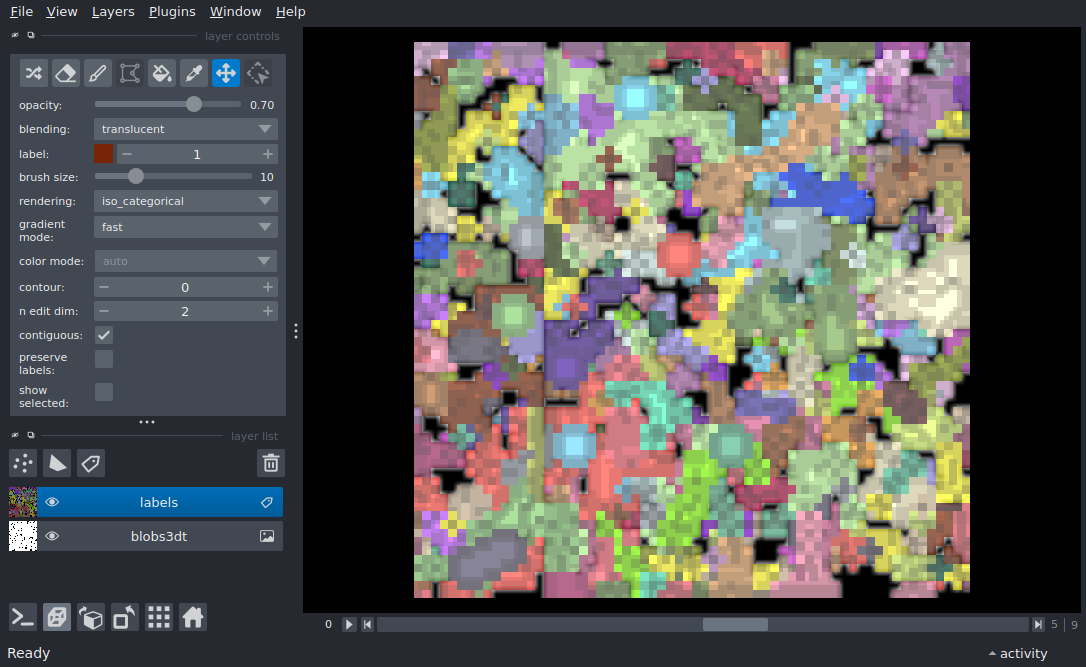 File View Layers Plugins Window Help
layer controls
opacity: 0.70
blending: translucent
label: 1
brush size: 10
rendering: iso_categorical
gradient
mode: fast
color mode: auto
contour: 0
n edit dim: 2
contiguous:
preserve
labels:
show
selected:
layer list
labels
blobs3dt
0 5 | 9
Ready activity